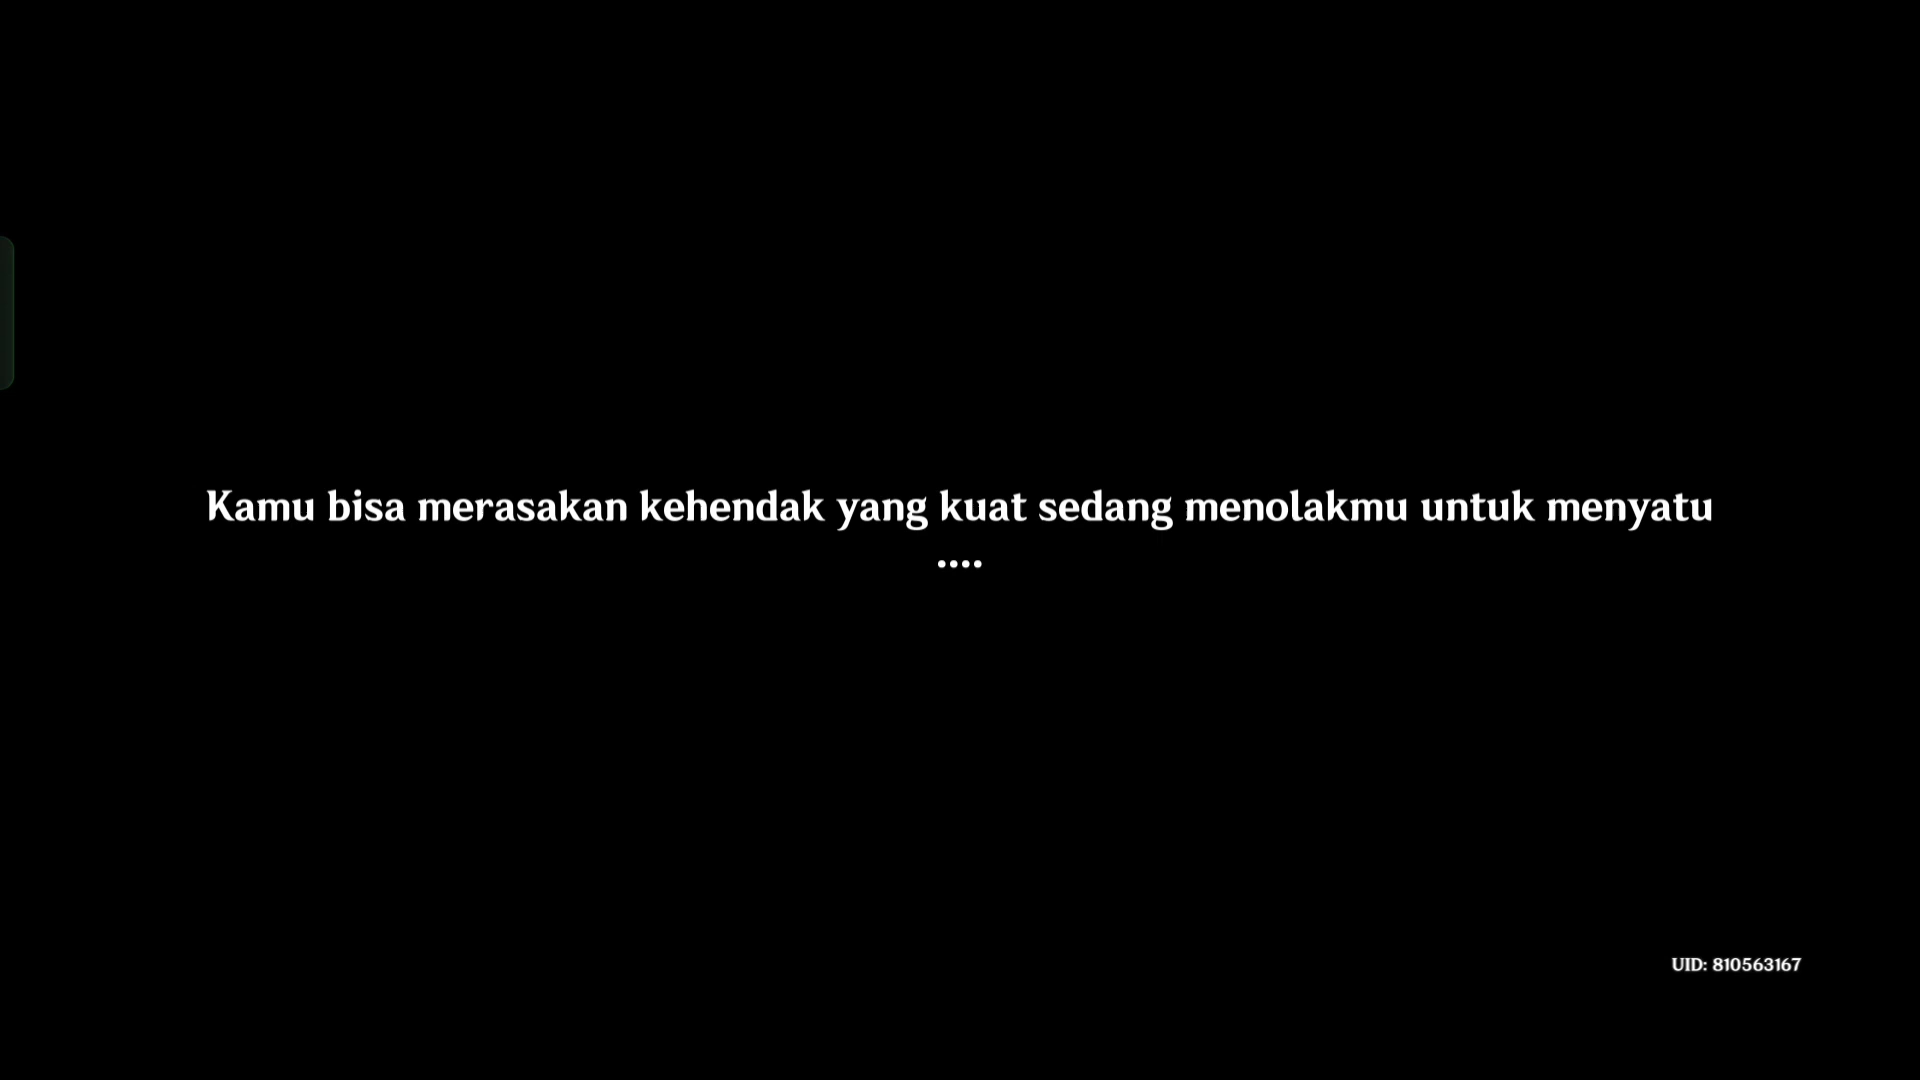 Kamu bisa merasakan kehendak yang kuat sedang menolakmu untuk menyatu
....
UID: 810563167